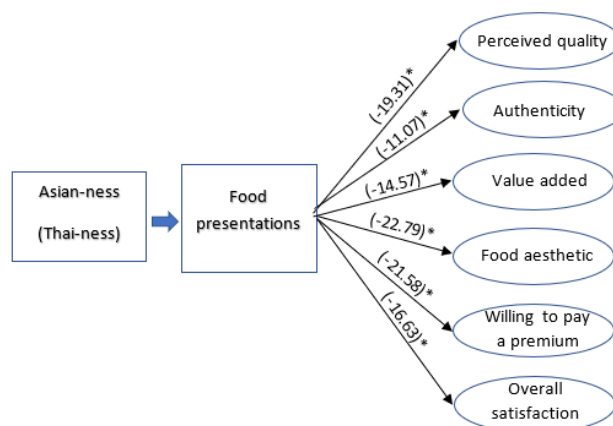 Asian-ness
(Thai-ness)
Food
presentations
(-19.31)*
(-11.07)*
(-14.57)*
(-22.79)*
(-21.58)*
(-16.63)*
Perceived quality
Authenticity
Value added
Food aesthetic
Willing to pay
a premium
Overall
satisfaction